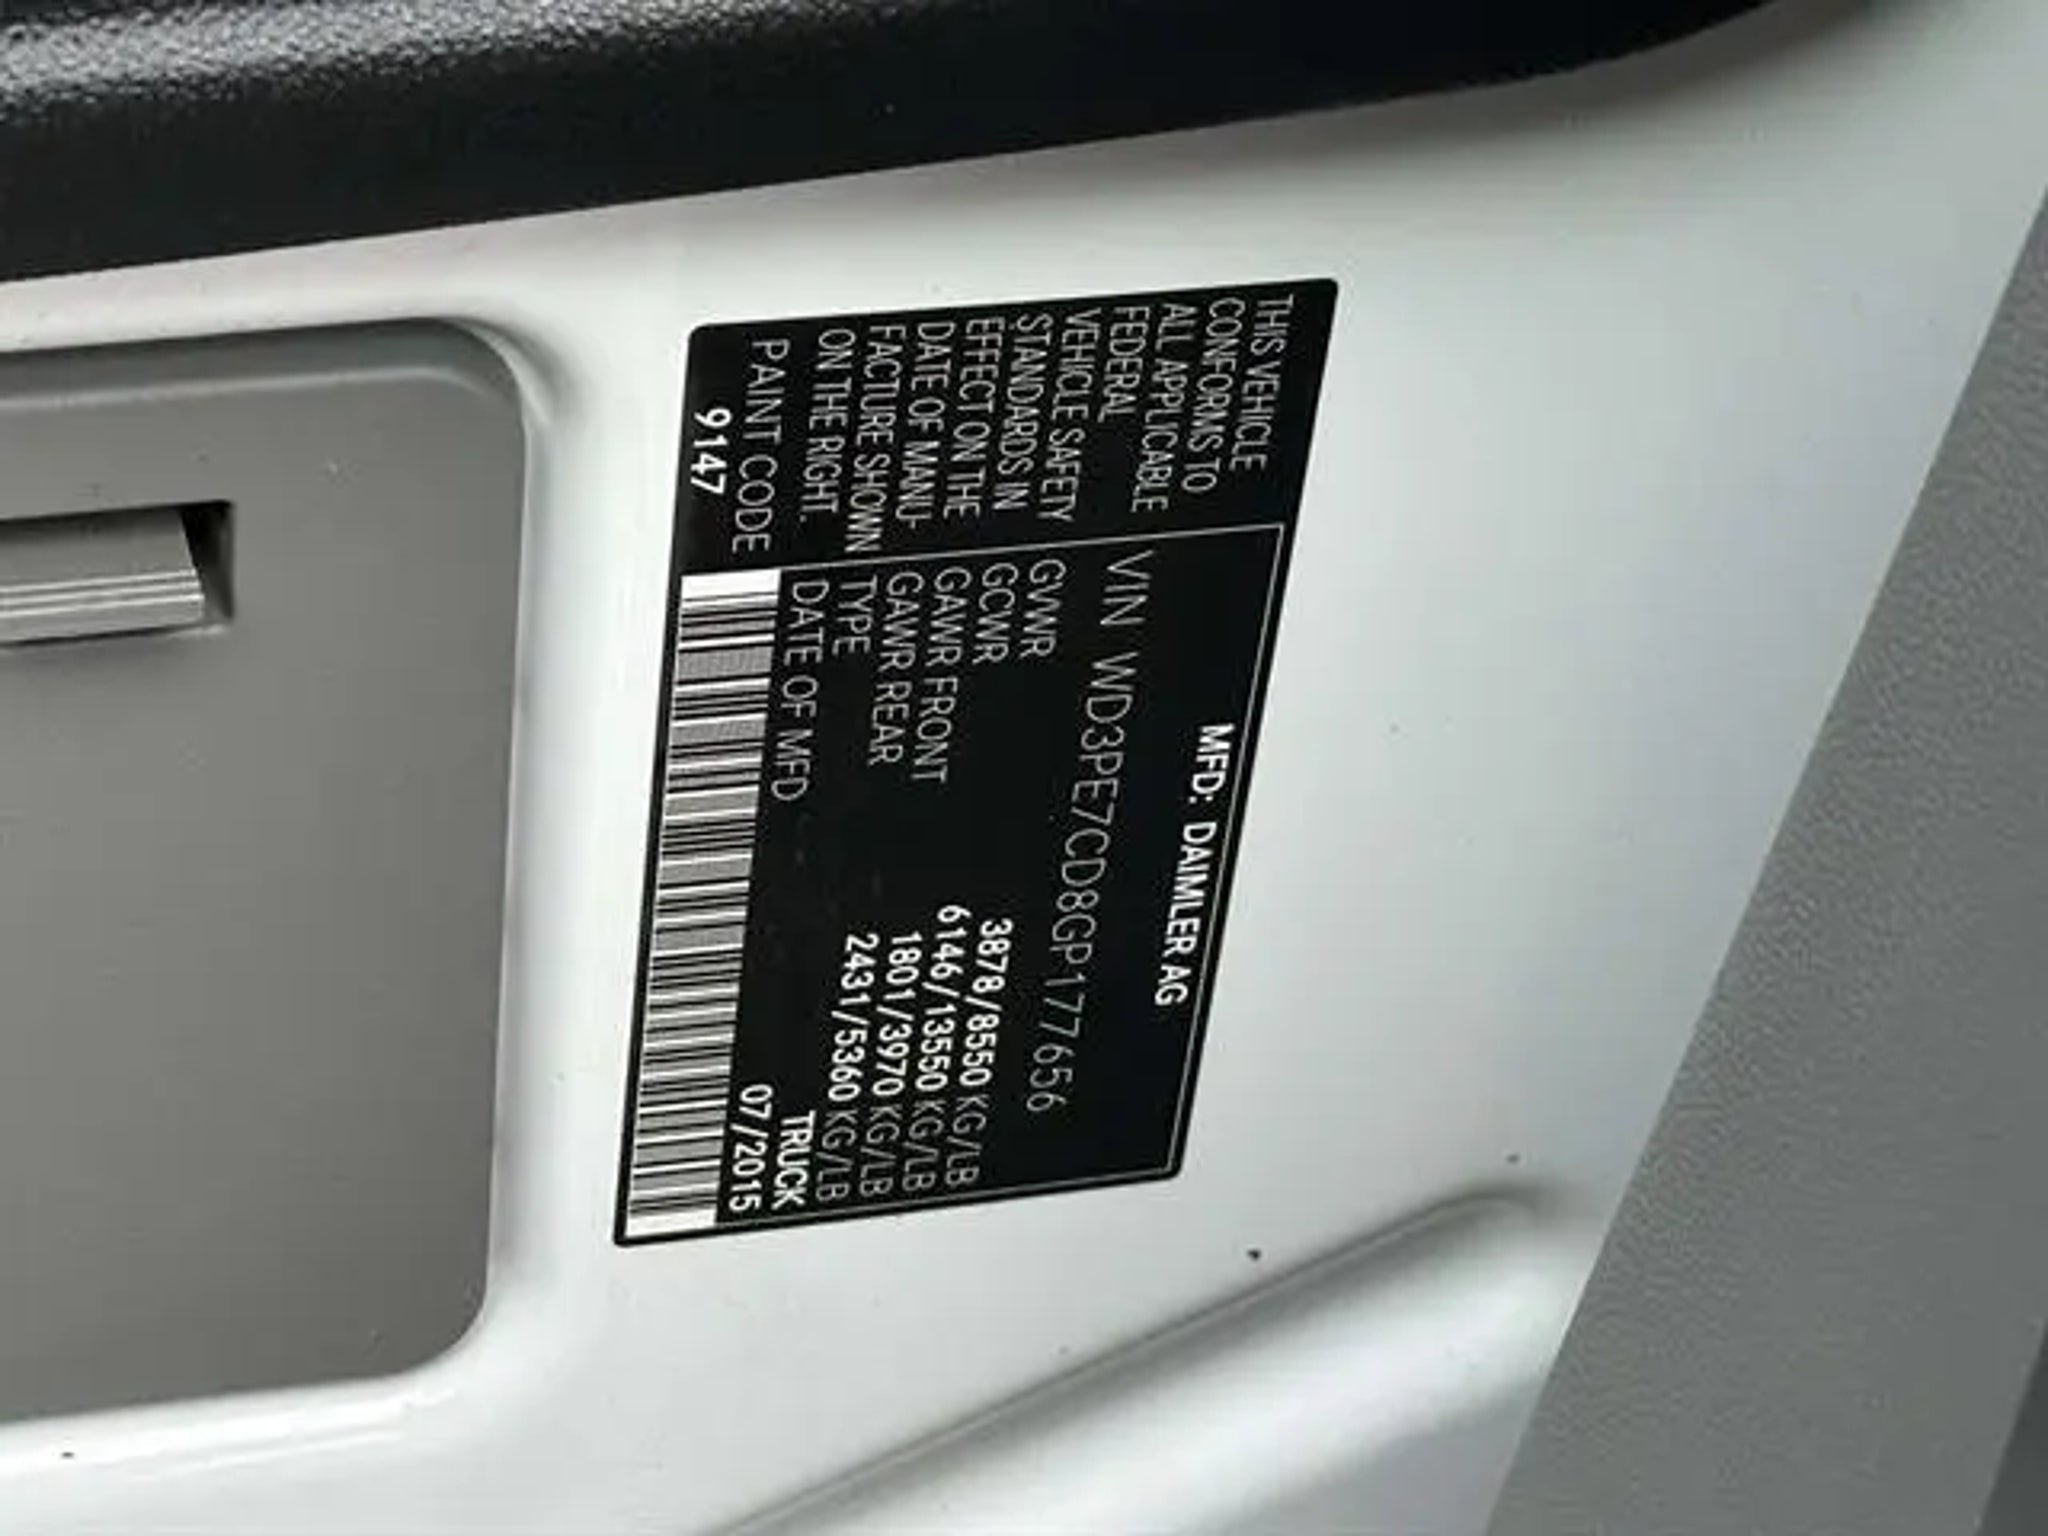 THIS VEHICLE
CONFORMS TO
ALL APPLICABLE
FEDERAL
VEHICLE SAFETY
STANDARDS IN
EFFECT ON THE
DATE OF MANU-
FACTURE SHOWN
ON THE RIGHT.
PAINT CODE
9147
MFD: DAIMLER AG
VIN WD3PE7CD8GP177656
GVWR 3878/8550 KG/LB
GCWR 6146/13550 KG/LB
GAWR FRONT 1801/3970 KG/LB
GAWR REAR 2431/5360 KG/LB
TYPE TRUCK
DATE OF MFD 07/2015